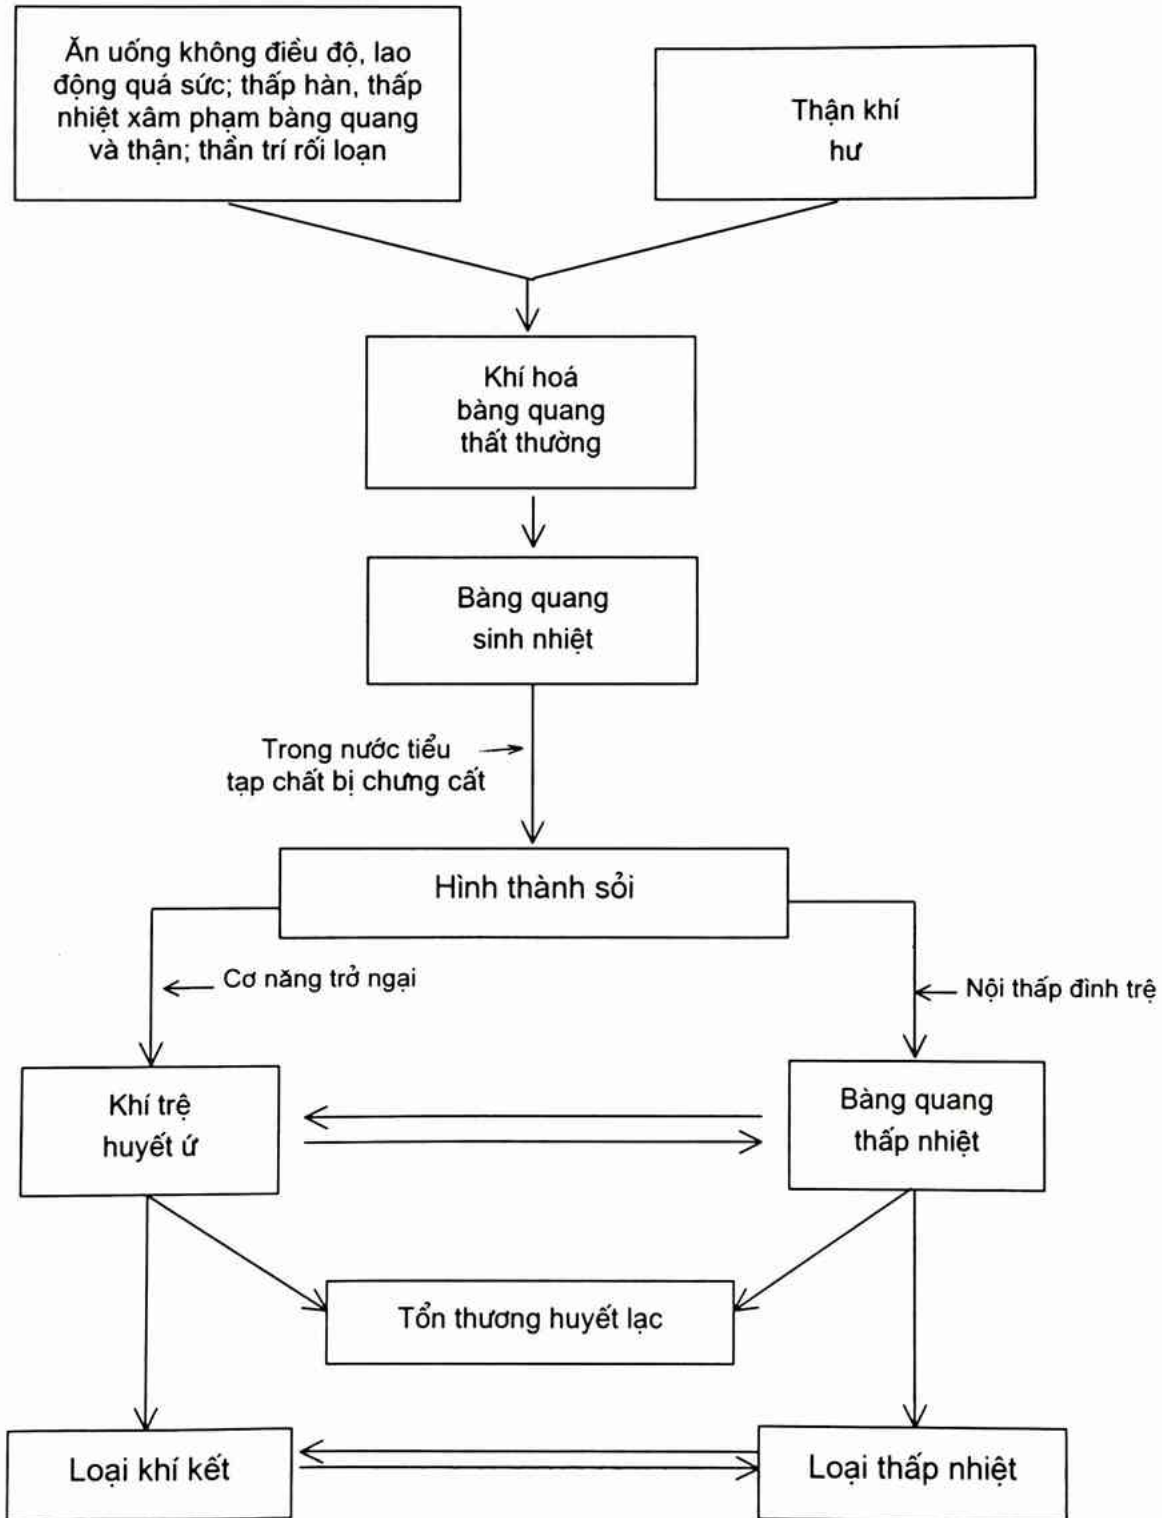 Ăn uống không điều độ, lao
động quá sức; thấp hàn, thấp
nhiệt xâm phạm bàng quang
và thận; thần trí rối loạn
Thận khí
hư
Khí hoá
bàng quang
thất thường
Bàng quang
sinh nhiệt
Trong nước tiểu
tạp chất bị chưng cất
Hình thành sỏi
Cơ năng trở ngại
Nội thấp đình trệ
Khí trệ
huyết ứ
Bàng quang
thấp nhiệt
Tổn thương huyết lạc
Loại khí kết
Loại thấp nhiệt